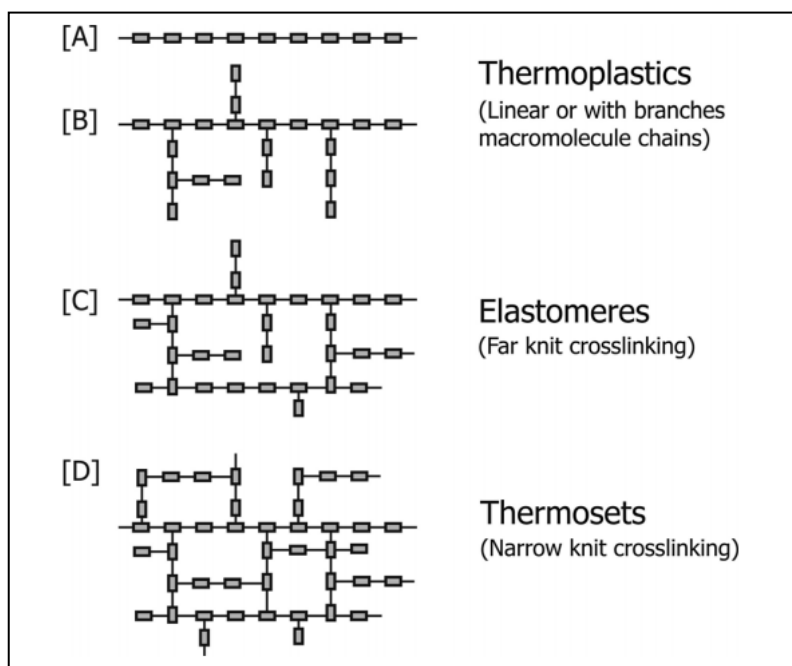 [A]
Thermoplastics
(Linear or with branches
macromolecule chains)
[B]
[C]
Elastomeres
(Far knit crosslinking)
[D]
Thermosets
(Narrow knit crosslinking)